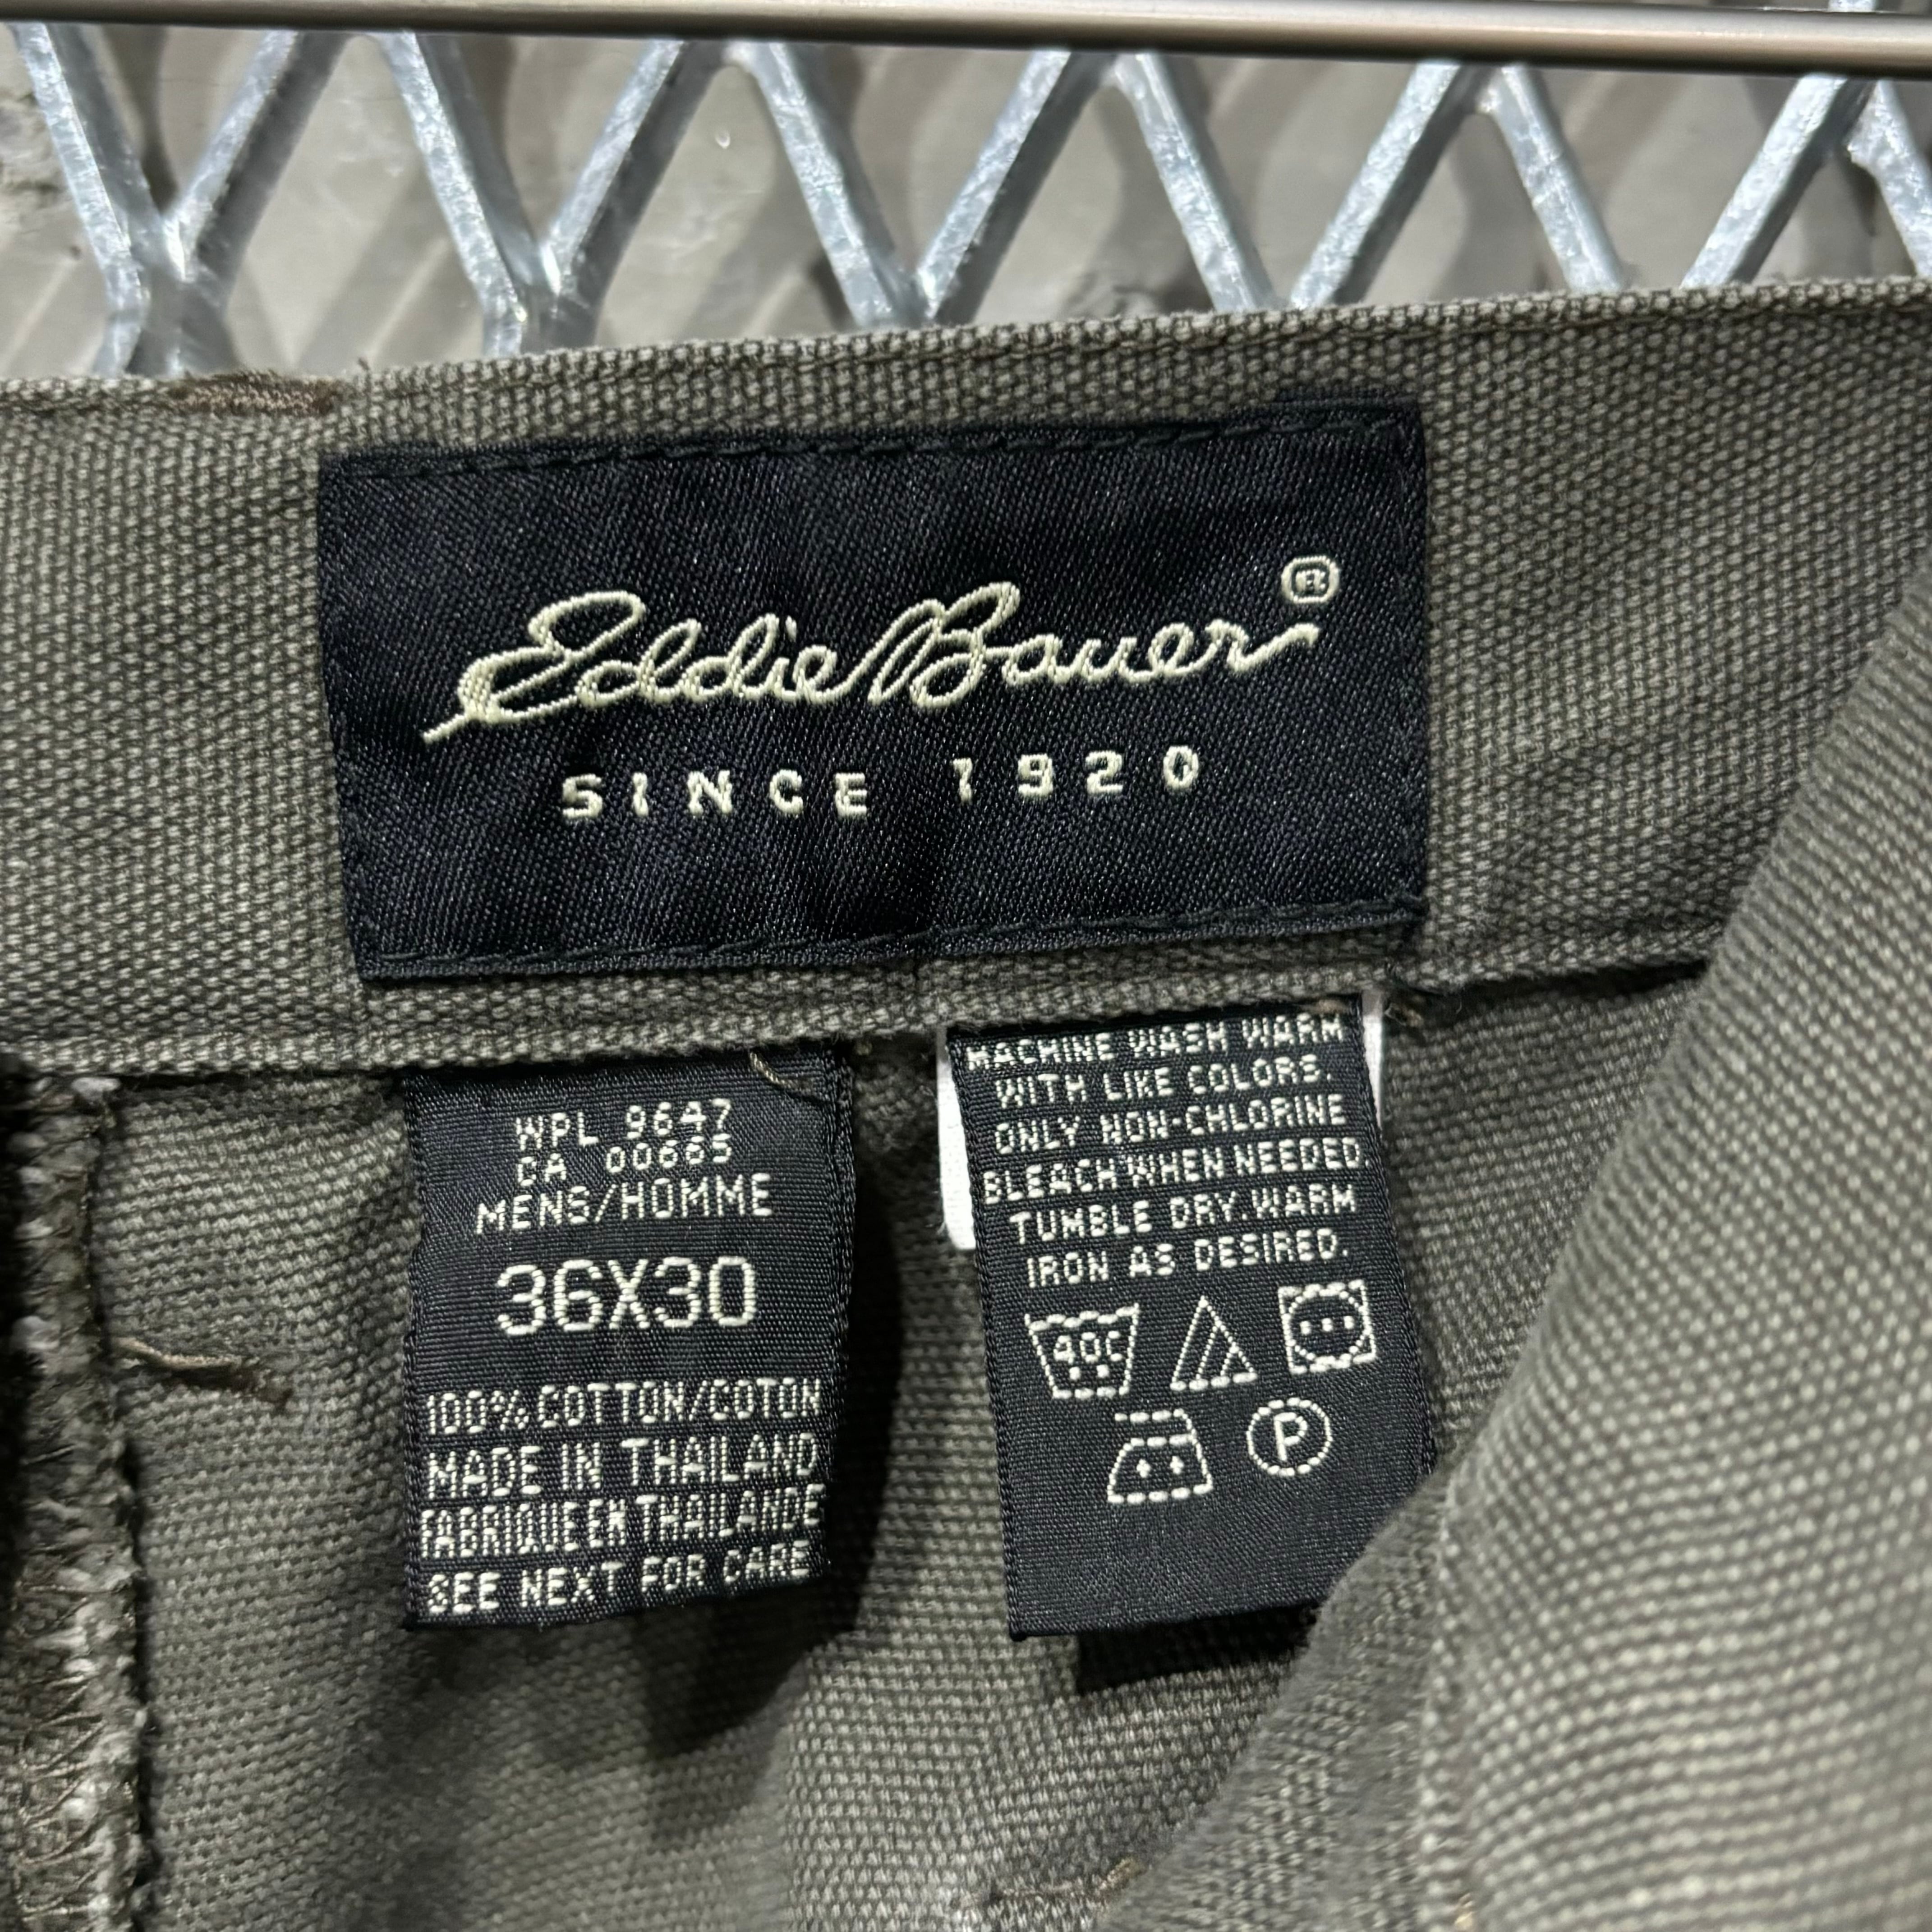 Eddie Bauer®
SINCE 1920
WPL 9647
CA 00665
MENS/HOMME
36X30
100% COTTON/COTON
MADE IN THAILAND
FABRIQUE EN THAILANDE
SEE NEXT FOR CARE
MACHINE WASH WARM
WITH LIKE COLORS.
ONLY NON-CHLORINE
BLEACH WHEN NEEDED.
TUMBLE DRY. WARM
IRON AS DESIRED.
40C
P